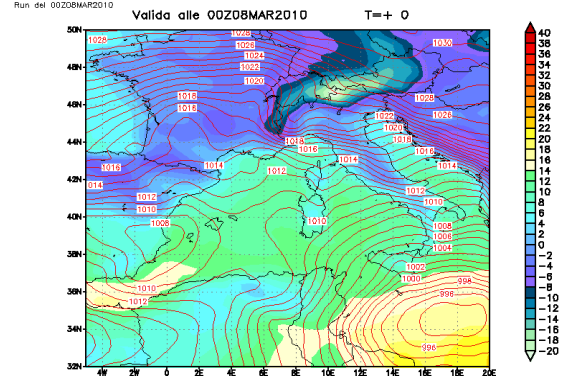 Run del 00Z08MAR2010
Valida alle 00Z08MAR2010 T=+ 0
50N 1028 1028 1030 40
1026 38
48N 1024 36
1022 34
1020 32
46N 1018 1028 30
1016 1026 28
1022 26
44N 1018 1020 24
1016 1018 22
1016 1014 1014 1016 20
1014 18
42N 1012 1012 16
1012 1012 14
1010 1010 12
40N 1008 1010 10
1008 8
1006 6
38N 1004 4
1002 2
36N 1010 1000 998 0
1012 996 -2
34N -4
996 -6
32N -8
4W 2W 0 2E 4E 6E 8E 10E 12E 14E 16E 18E 20E
-10
-12
-14
-16
-18
-20